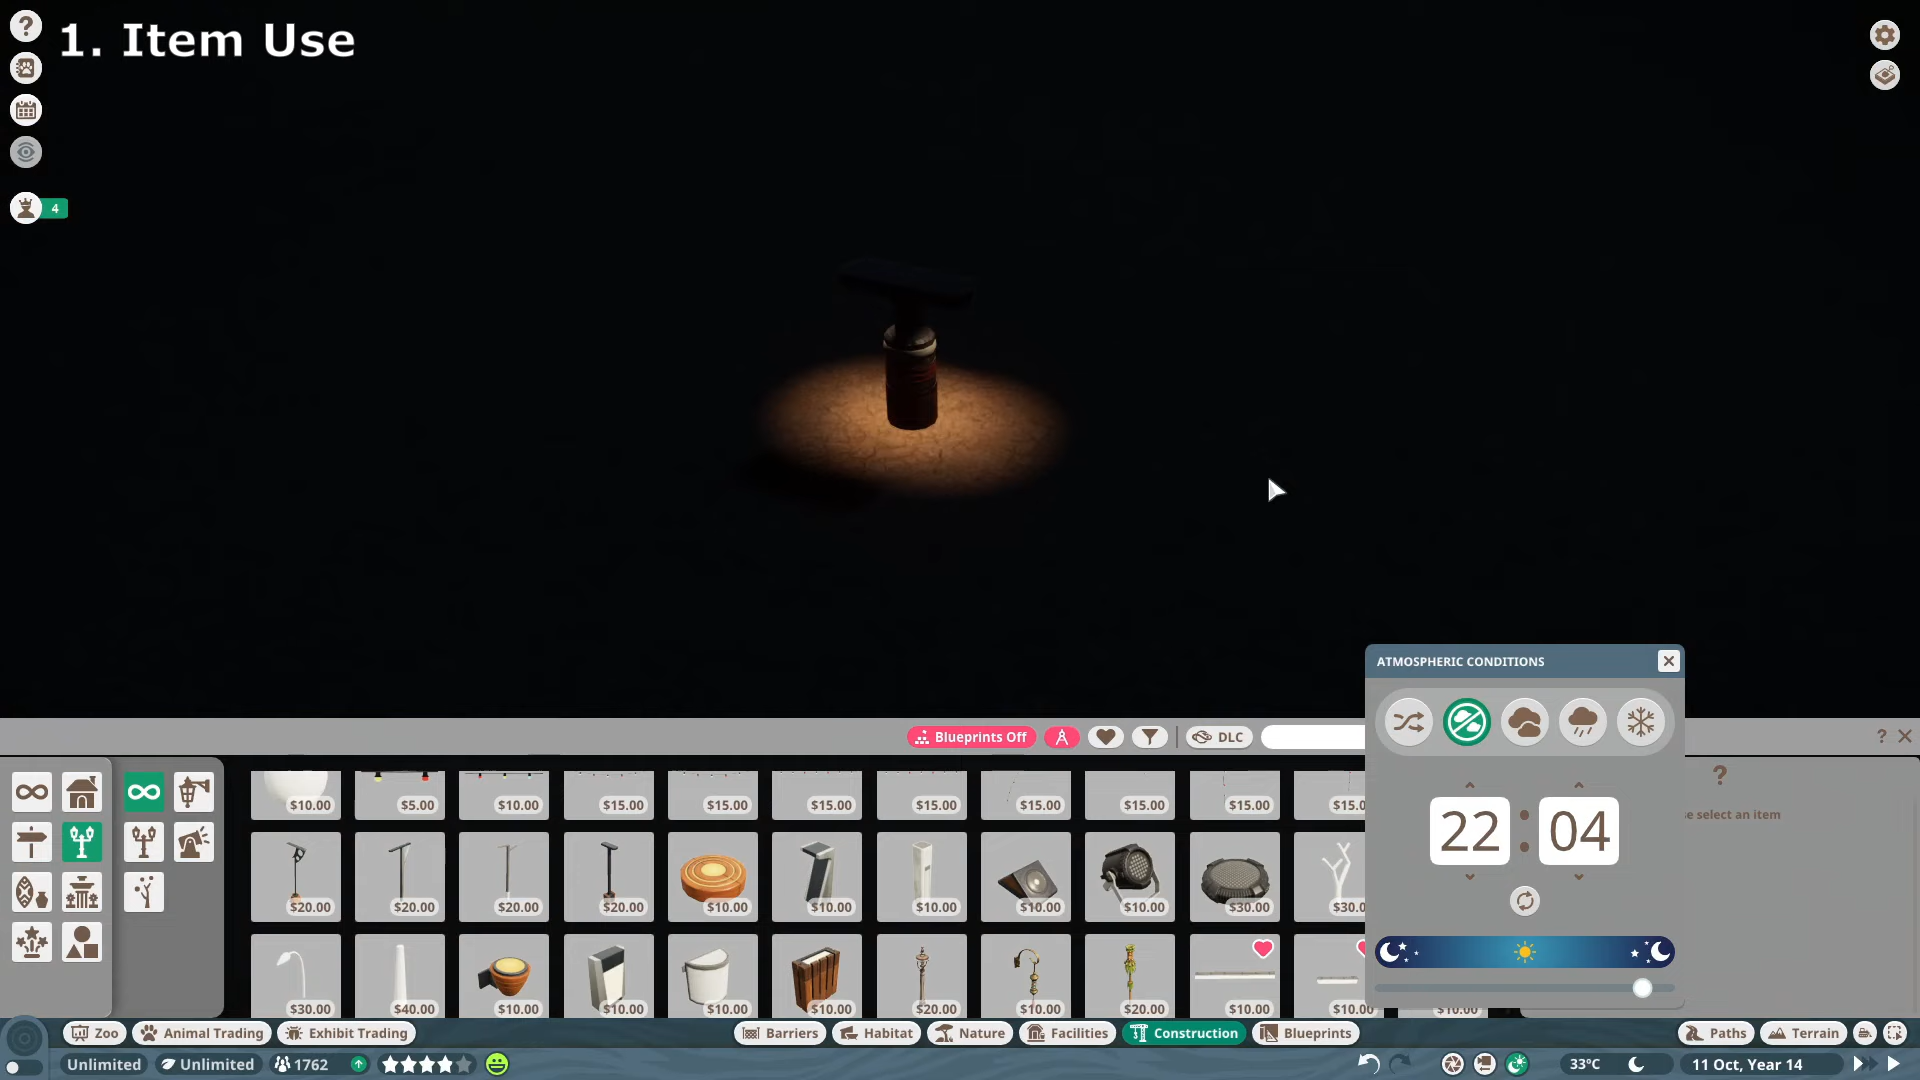 1. Item Use
4
Blueprints Off
DLC
ATMOSPHERIC CONDITIONS
22 : 04
select an item
$10.00 $5.00 $10.00 $15.00 $15.00 $15.00 $15.00 $15.00 $15.00 $15.00
$20.00 $20.00 $20.00 $20.00 $10.00 $10.00 $10.00 $10.00 $10.00 $30.00
$30.00 $40.00 $10.00 $10.00 $10.00 $10.00 $20.00 $10.00 $20.00 $10.00
Zoo Animal Trading Exhibit Trading Barriers Habitat Nature Facilities Construction Blueprints Paths Terrain
Unlimited Unlimited 1762 33°C 11 Oct, Year 14